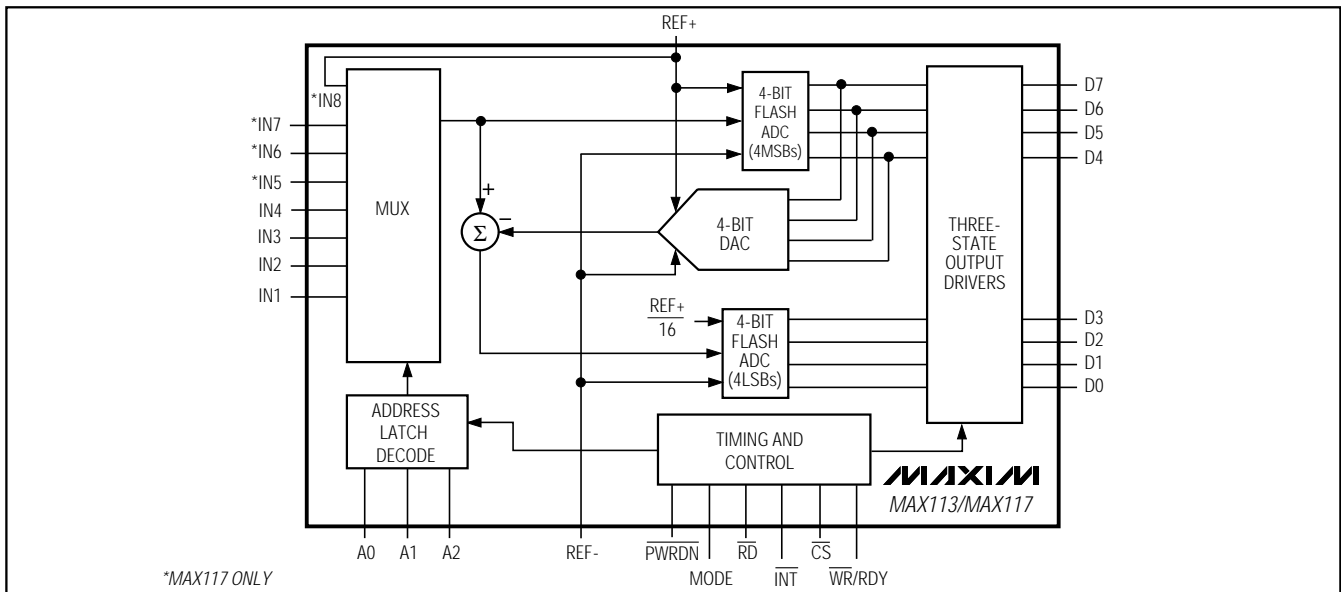 REF+
*IN8
*IN7
*IN6
*IN5
IN4
IN3
IN2
IN1
MUX
4-BIT
FLASH
ADC
(4MSBs)
+
−
Σ
4-BIT
DAC
REF+
16
4-BIT
FLASH
ADC
(4LSBs)
THREE-
STATE
OUTPUT
DRIVERS
D7
D6
D5
D4
D3
D2
D1
D0
ADDRESS
LATCH
DECODE
TIMING AND
CONTROL
MAXIM
MAX113/MAX117
A0 A1 A2 REF- PWRDN RD CS
MODE INT WR/RDY
*MAX117 ONLY